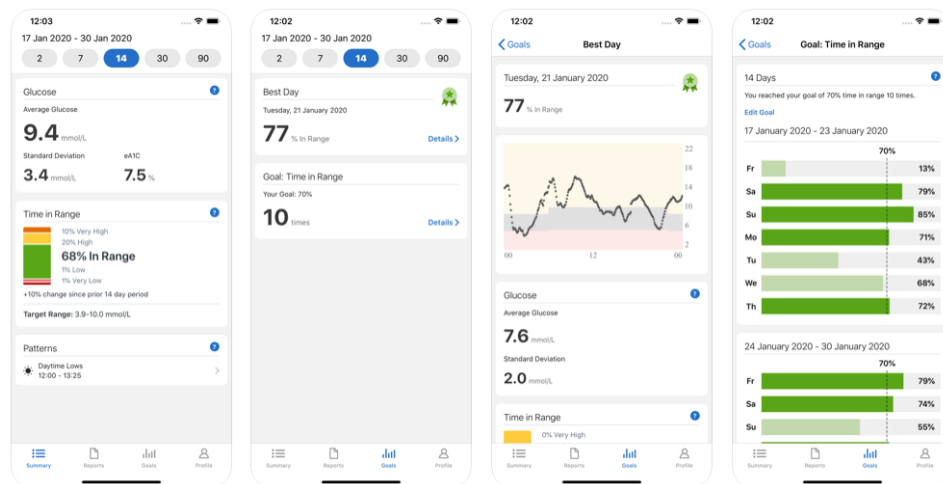 12:03
17 Jan 2020 - 30 Jan 2020
2 7 14 30 90
Glucose ?
Average Glucose
9.4 mmol/L
Standard Deviation eA1C
3.4 mmol/L 7.5 %
Time in Range ?
10% Very High
20% High
68% In Range
1% Low
1% Very Low
+10% change since prior 14 day period
Target Range: 3.9-10.0 mmol/L
Patterns ?
Daytime Lows
12:00 - 13:25
Summary Reports Goals Profile
12:02
17 Jan 2020 - 30 Jan 2020
2 7 14 30 90
Best Day
Tuesday, 21 January 2020
77 % In Range Details
Goal: Time in Range
Your Goal: 70%
10 times Details
Summary Reports Goals Profile
12:02
Goals Best Day
Tuesday, 21 January 2020
77 % In Range
22
18
14
10
6
2
00 12 00
Glucose ?
Average Glucose
7.6 mmol/L
Standard Deviation
2.0 mmol/L
Time in Range ?
0% Very High
Summary Reports Goals Profile
12:02
Goals Goal: Time in Range
14 Days ?
You reached your goal of 70% time in range 10 times.
Edit Goal
17 January 2020 - 23 January 2020
70%
Fr 13%
Sa 79%
Su 85%
Mo 71%
Tu 43%
We 68%
Th 72%
24 January 2020 - 30 January 2020
70%
Fr 79%
Sa 74%
Su 55%
Summary Reports Goals Profile